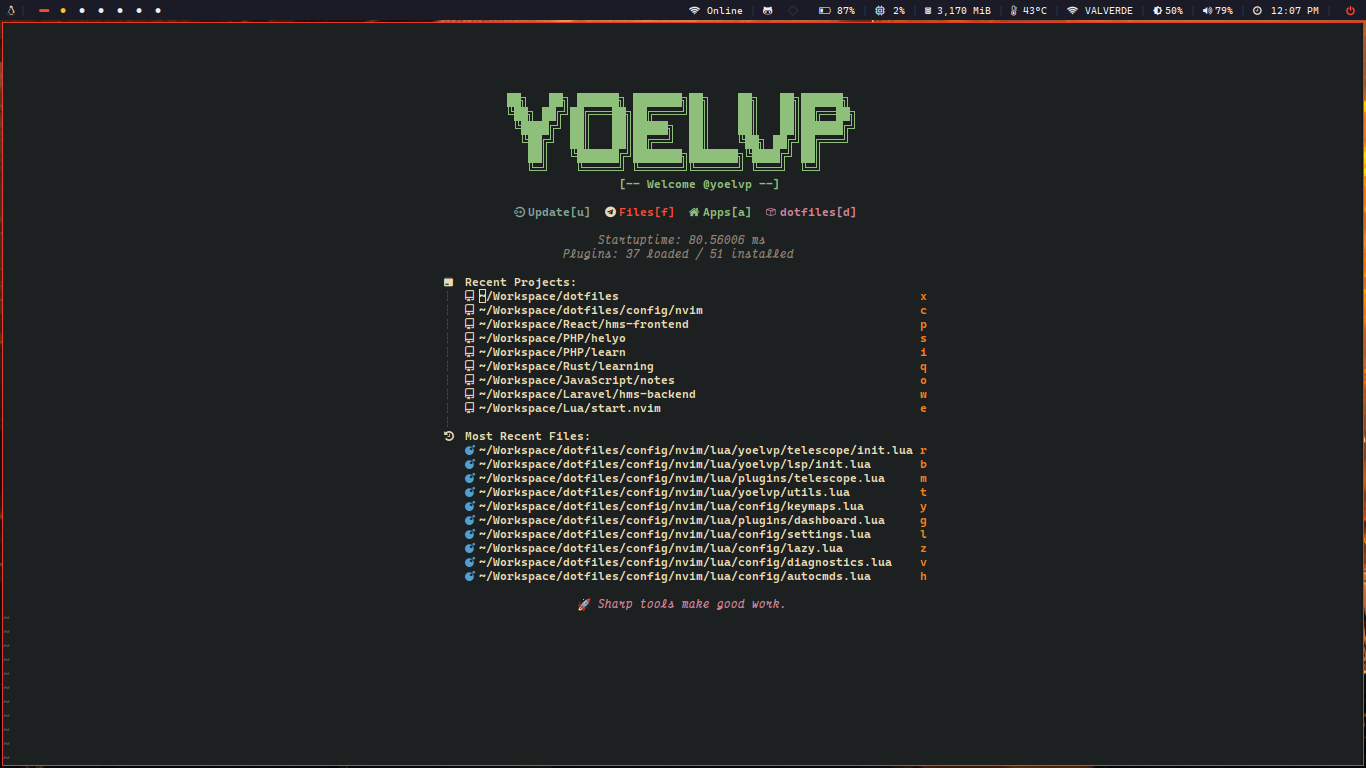 Online 87% 2% 3,170 MiB 43°C VALVERDE 50% 79% 12:07 PM
YOELVP
[-- Welcome @yoelvp --]
Update[u] Files[f] Apps[a] dotfiles[d]
Startuptime: 80.56006 ms
Plugins: 37 loaded / 51 installed
Recent Projects:
~/Workspace/dotfiles x
~/Workspace/dotfiles/config/nvim c
~/Workspace/React/hms-frontend p
~/Workspace/PHP/helyo s
~/Workspace/PHP/learn i
~/Workspace/Rust/learning q
~/Workspace/JavaScript/notes o
~/Workspace/Laravel/hms-backend w
~/Workspace/Lua/start.nvim e
Most Recent Files:
~/Workspace/dotfiles/config/nvim/lua/yoelvp/telescope/init.lua r
~/Workspace/dotfiles/config/nvim/lua/yoelvp/lsp/init.lua b
~/Workspace/dotfiles/config/nvim/lua/plugins/telescope.lua m
~/Workspace/dotfiles/config/nvim/lua/yoelvp/utils.lua t
~/Workspace/dotfiles/config/nvim/lua/config/keymaps.lua y
~/Workspace/dotfiles/config/nvim/lua/plugins/dashboard.lua g
~/Workspace/dotfiles/config/nvim/lua/config/settings.lua l
~/Workspace/dotfiles/config/nvim/lua/config/lazy.lua z
~/Workspace/dotfiles/config/nvim/lua/config/diagnostics.lua v
~/Workspace/dotfiles/config/nvim/lua/config/autocmds.lua h
🚀 Sharp tools make good work.
~
~
~
~
~
~
~
~
~
~
~